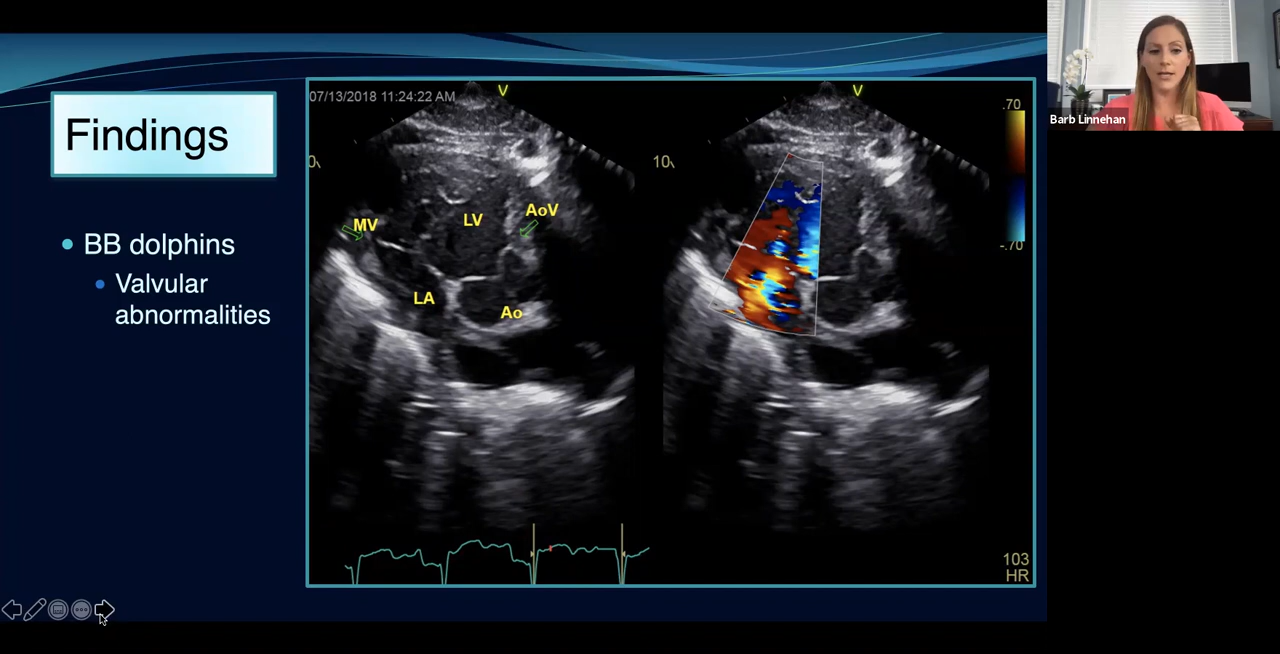 Findings
BB dolphins
Valvular
abnormalities
07/13/2018 11:24:22 AM
V
V
.70
-.70
10
MV
LV
AoV
LA
Ao
103
HR
Barb Linnehan